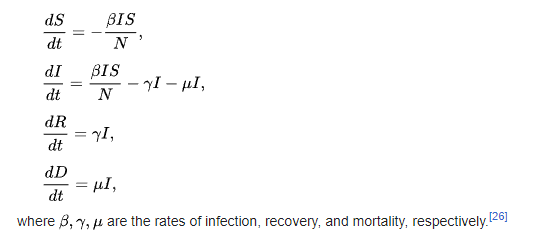 dS/dt = −βIS/N,
dI/dt = βIS/N − γI − μI,
dR/dt = γI,
dD/dt = μI,
where β, γ, μ are the rates of infection, recovery, and mortality, respectively.[26]